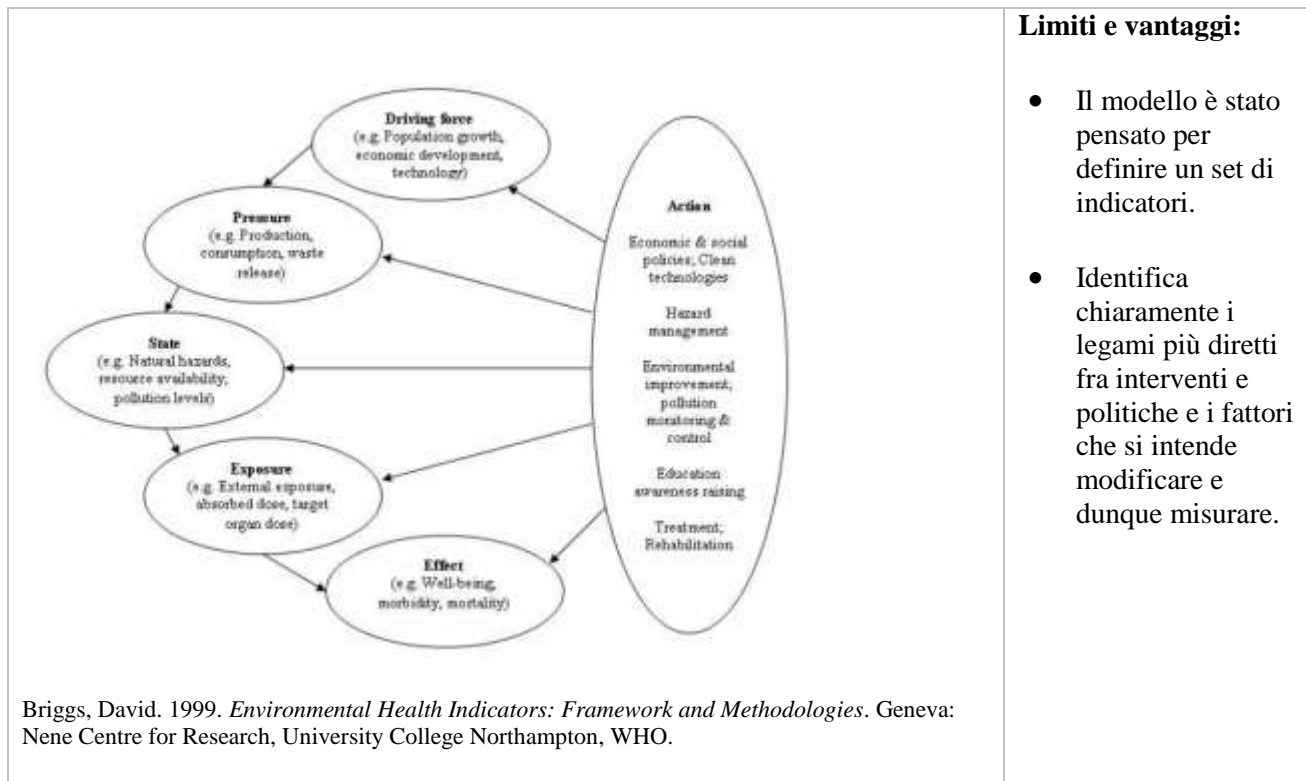 Driving force
(e.g. Population growth,
economic development,
technology)
Pressure
(e.g. Production,
consumption, waste
release)
State
(e.g. Natural hazards,
resource availability,
pollution levels)
Exposure
(e.g. External exposure,
absorbed dose, target
organ dose)
Effect
(e.g. Well-being,
morbidity, mortality)
Action
Economic & social
policies; Clean
technologies
Hazard
management
Environmental
improvement;
pollution
monitoring &
control
Education
awareness raising
Treatment;
Rehabilitation
Briggs, David. 1999. Environmental Health Indicators: Framework and Methodologies. Geneva:
Nene Centre for Research, University College Northampton, WHO.
Limiti e vantaggi:
• Il modello è stato
pensato per
definire un set di
indicatori.
• Identifica
chiaramente i
legami più diretti
fra interventi e
politiche e i fattori
che si intende
modificare e
dunque misurare.